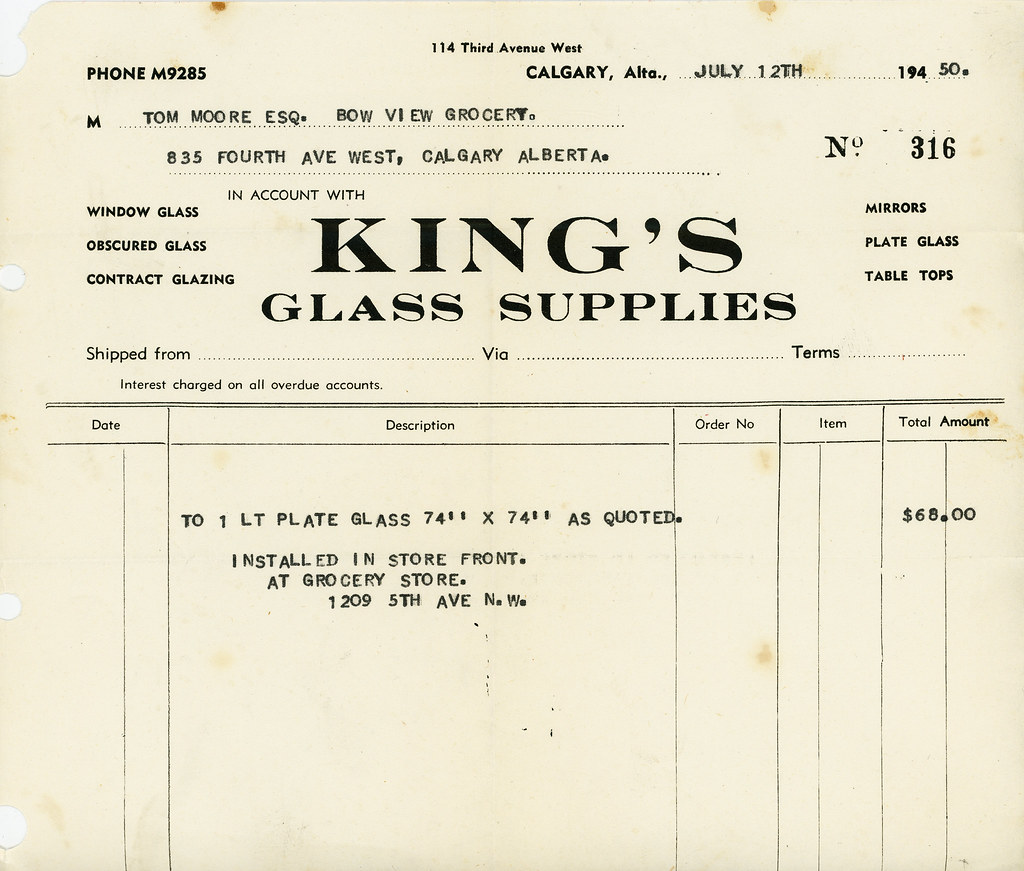 114 Third Avenue West
PHONE M9285
CALGARY, Alta., JULY 12TH 194 50.
M TOM MOORE ESQ. BOW VIEW GROCERY.
835 FOURTH AVE WEST, CALGARY ALBERTA.
Nº 316
IN ACCOUNT WITH
WINDOW GLASS
OBSCURED GLASS
CONTRACT GLAZING
KING'S
GLASS SUPPLIES
MIRRORS
PLATE GLASS
TABLE TOPS
Shipped from Via Terms
Interest charged on all overdue accounts.
Date Description Order No Item Total Amount
TO 1 LT PLATE GLASS 74'' X 74'' AS QUOTED. $68.00
INSTALLED IN STORE FRONT.
AT GROCERY STORE.
1209 5TH AVE N.W.